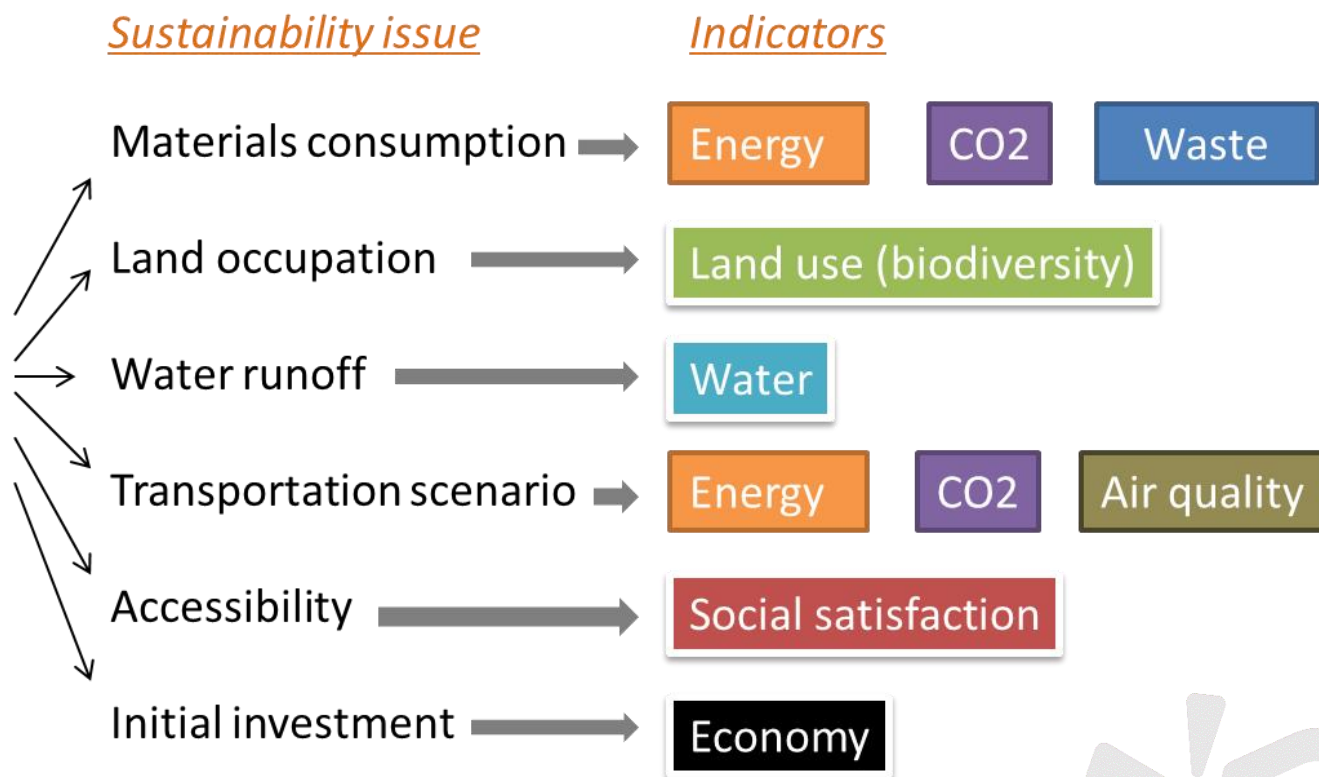 Sustainability issue Indicators
Materials consumption Energy CO2 Waste
Land occupation Land use (biodiversity)
Water runoff Water
Transportation scenario Energy CO2 Air quality
Accessibility Social satisfaction
Initial investment Economy